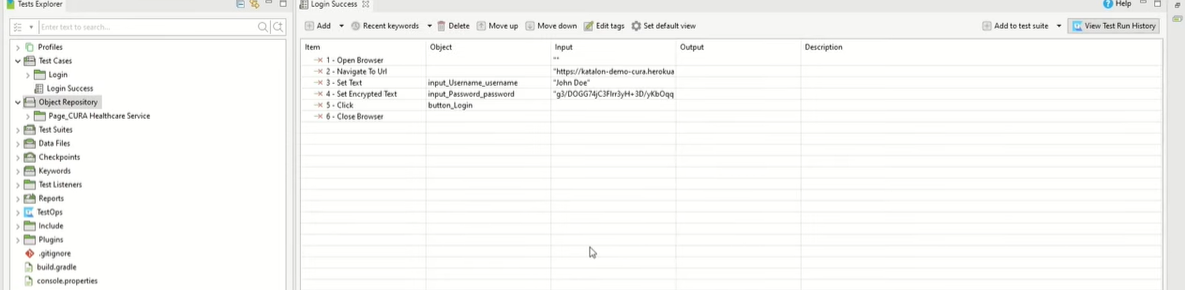 Tests Explorer
Enter text to search...
Profiles
Test Cases
Login
Login Success
Object Repository
Page_CURA Healthcare Service
Test Suites
Data Files
Checkpoints
Keywords
Test Listeners
Reports
TestOps
Include
Plugins
.gitignore
build.gradle
console.properties
Login Success
Help
Add Recent keywords Delete Move up Move down Edit tags Set default view Add to test suite View Test Run History
Item Object Input Output Description
1 - Open Browser ""
2 - Navigate To Url "https://katalon-demo-cura.herokua
3 - Set Text input_Username_username "John Doe"
4 - Set Encrypted Text input_Password_password
5 - Click button_Login
6 - Close Browser